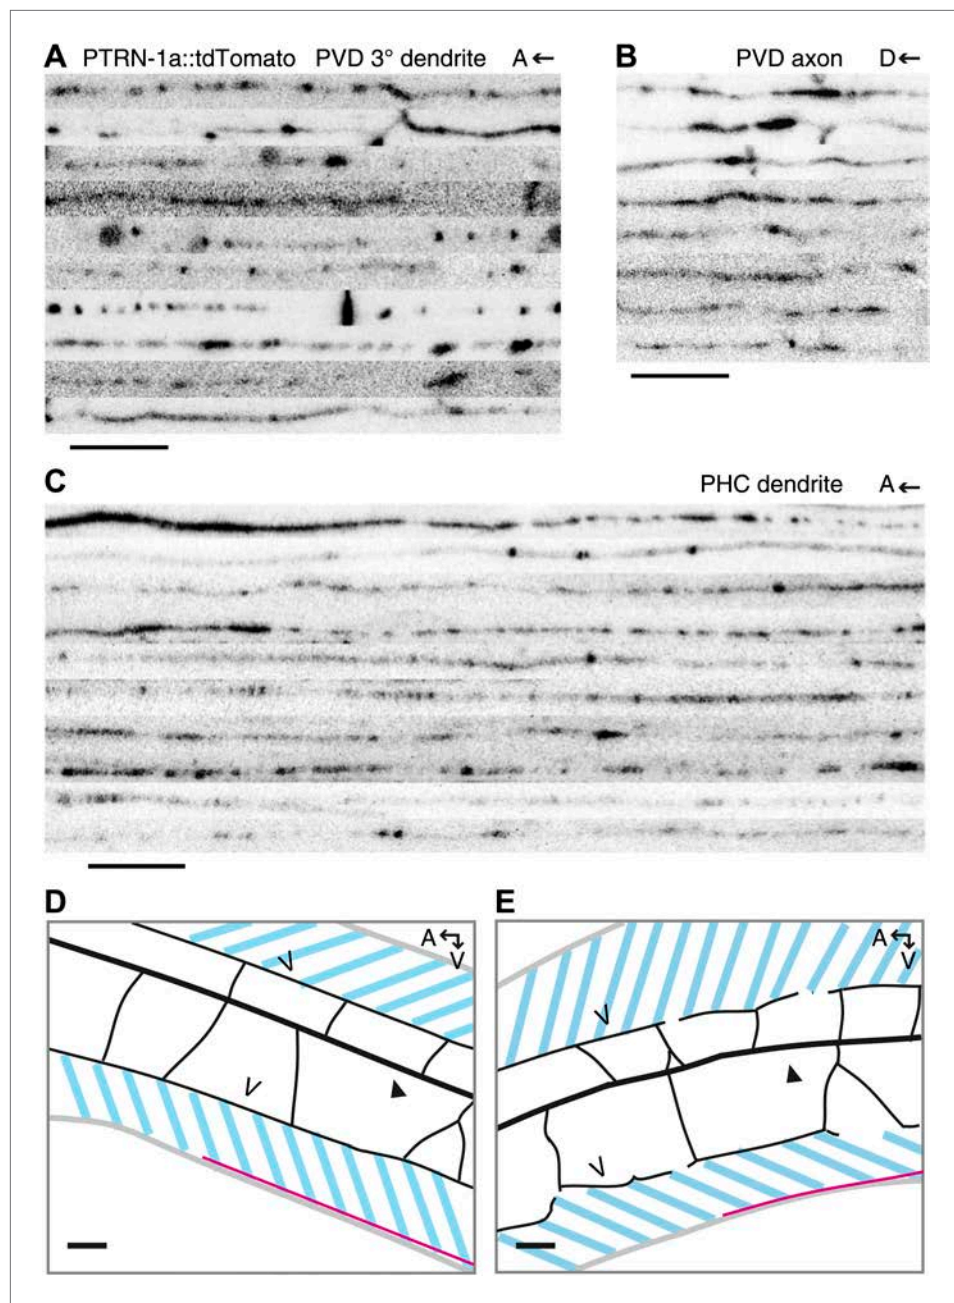 A PTRN-1a::tdTomato PVD 3° dendrite A ←
B PVD axon D ←
C PHC dendrite A ←
D
A
V
E
A
V